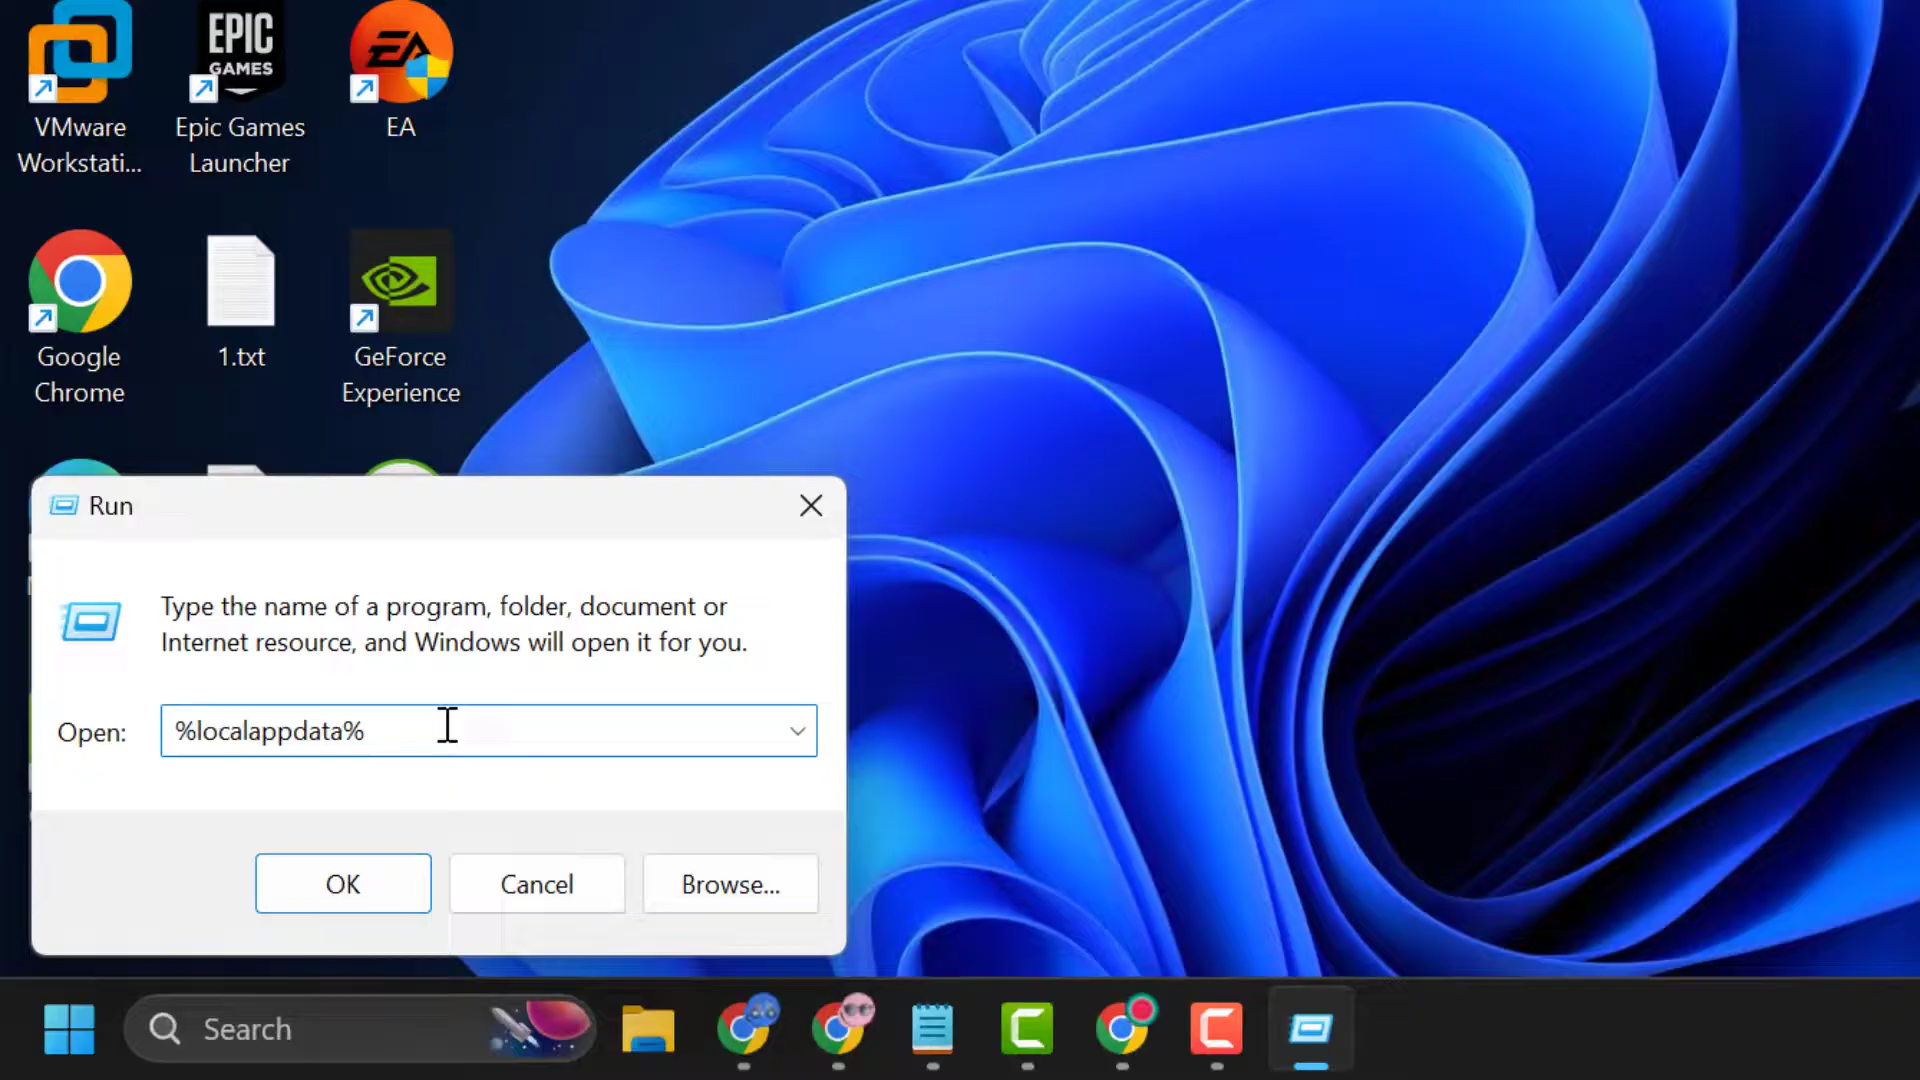 EPIC
GAMES
EA
VMware
Workstati...
Epic Games
Launcher
EA
Google
Chrome
1.txt
GeForce
Experience
Run
Type the name of a program, folder, document or
Internet resource, and Windows will open it for you.
Open:
%localappdata%
OK
Cancel
Browse...
Search